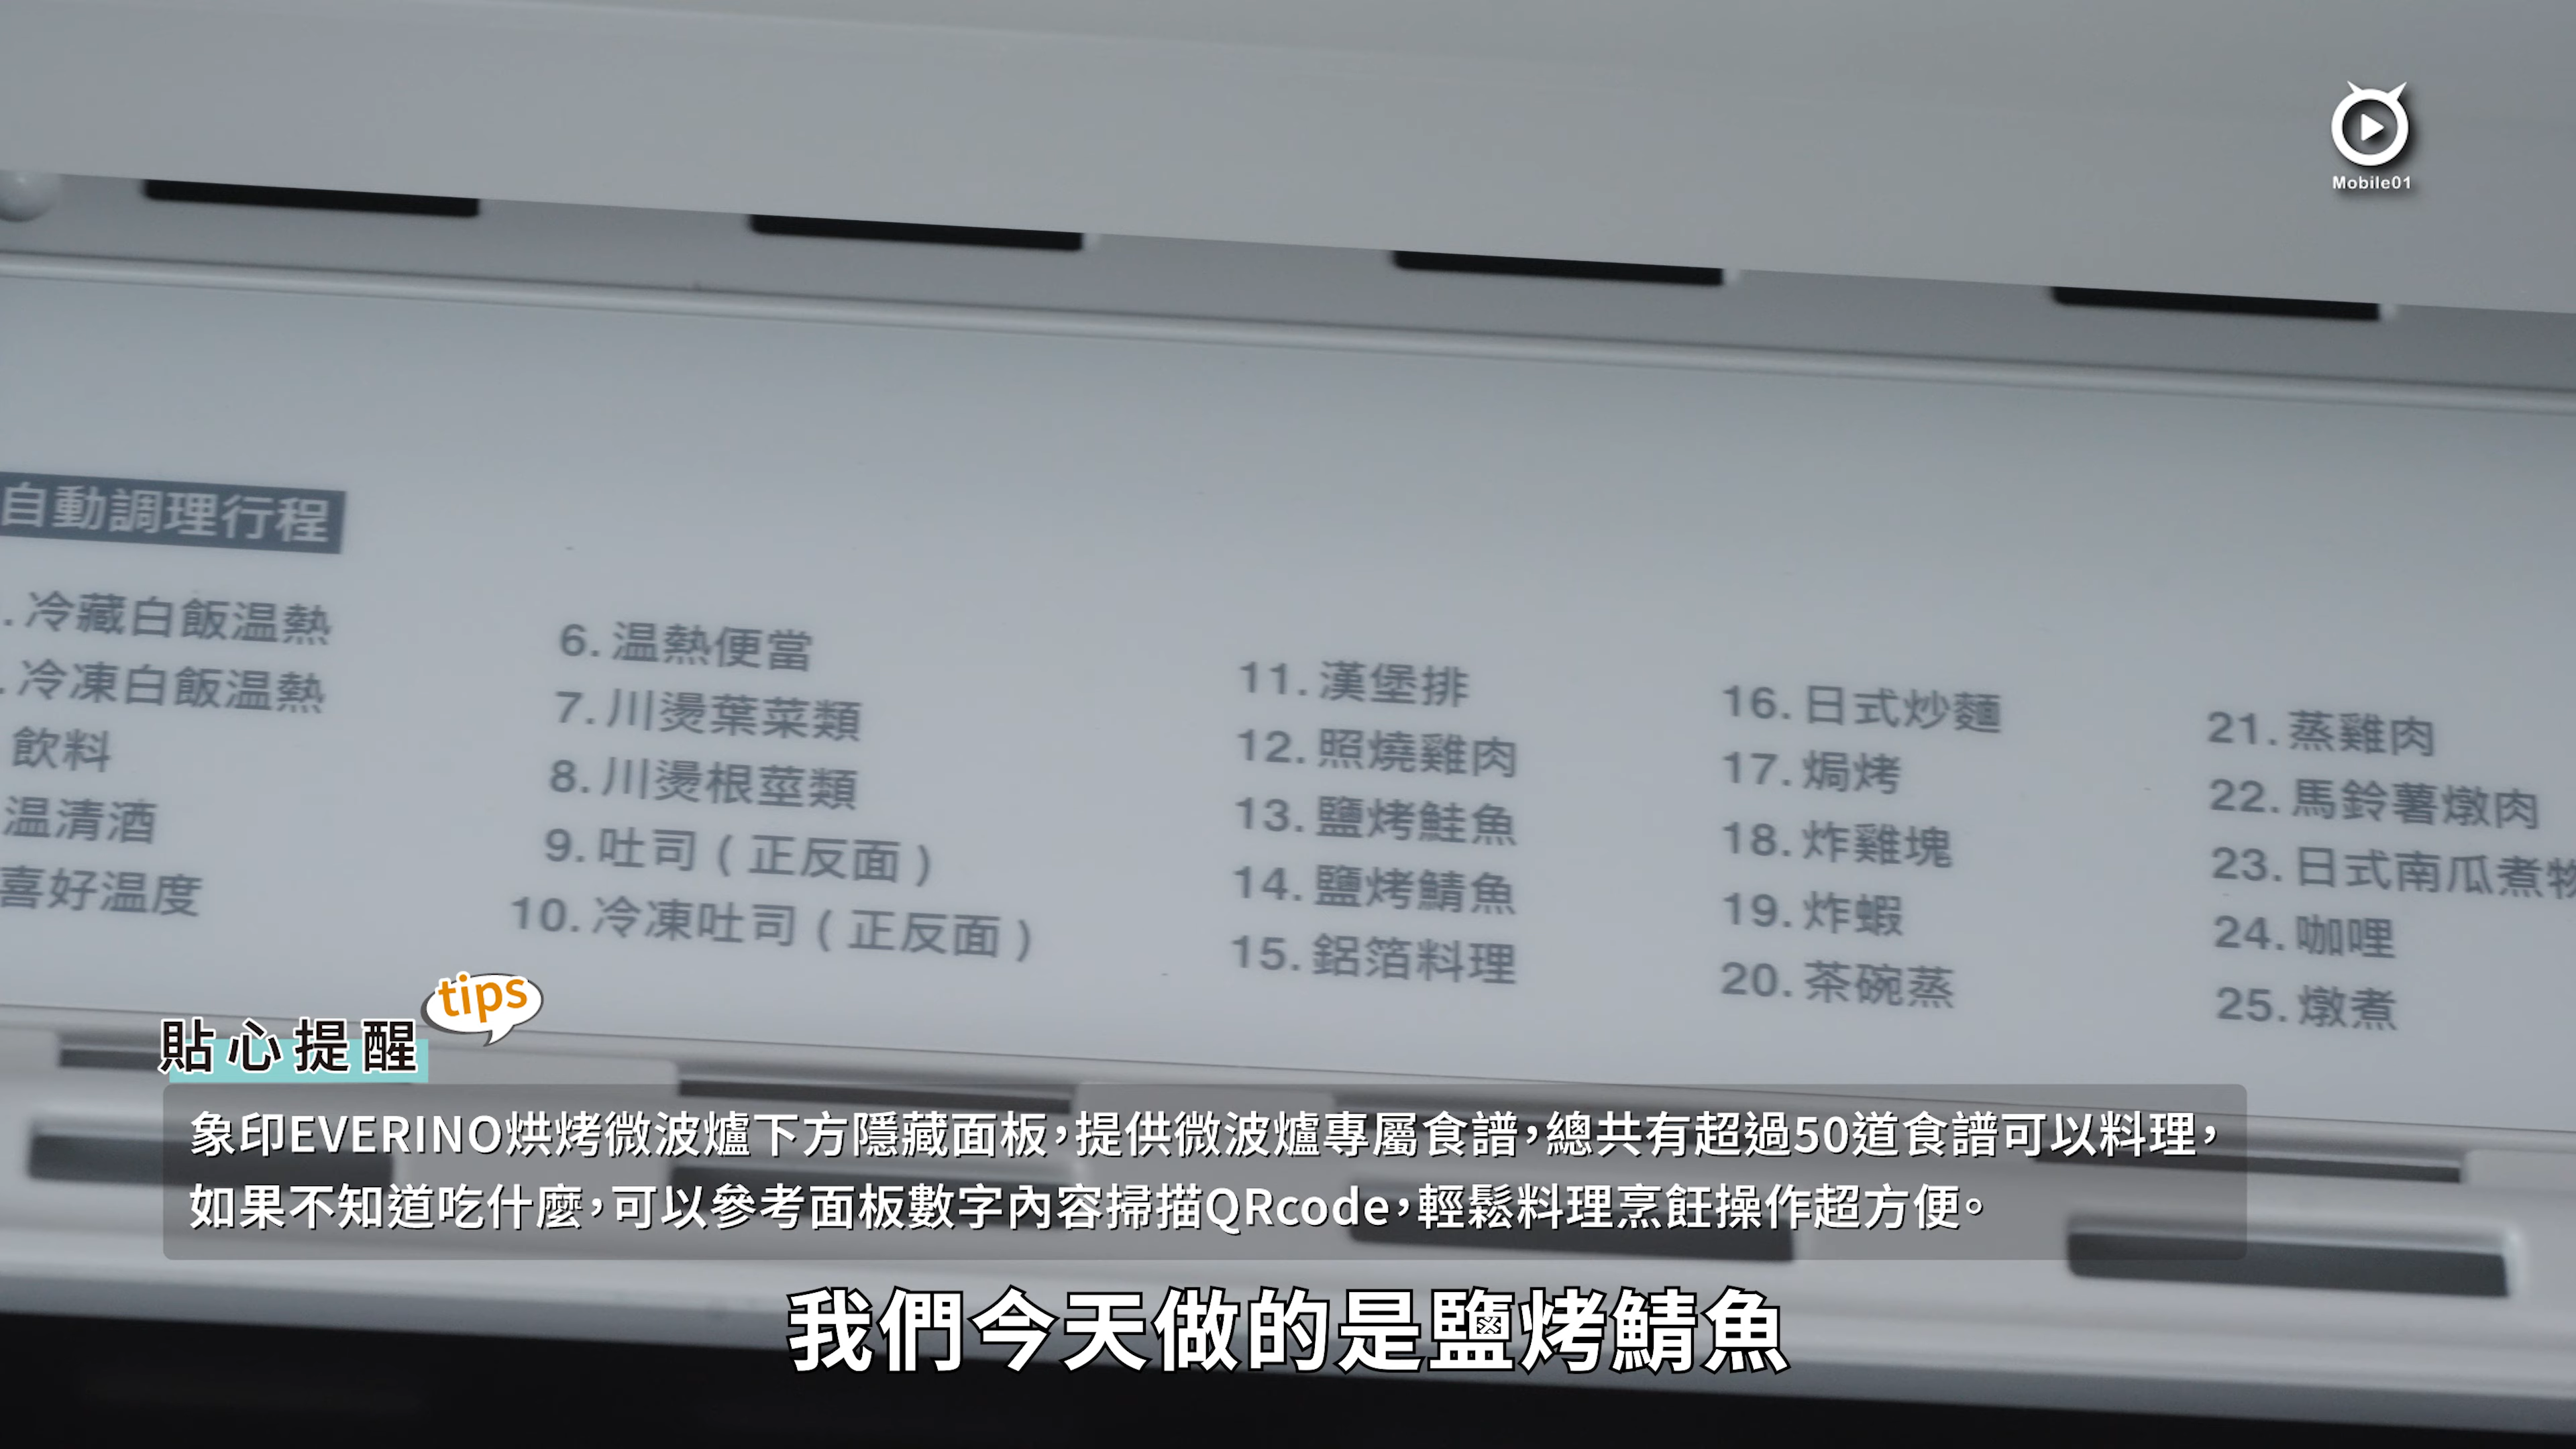 Mobile01
自動調理行程
. 冷藏白飯温熱
. 冷凍白飯温熱
飲料
温清酒
喜好温度
6. 温熱便當
7. 川燙葉菜類
8. 川燙根莖類
9. 吐司 ( 正反面 )
10. 冷凍吐司 ( 正反面 )
11. 漢堡排
12. 照燒雞肉
13. 鹽烤鮭魚
14. 鹽烤鯖魚
15. 鋁箔料理
16. 日式炒麵
17. 焗烤
18. 炸雞塊
19. 炸蝦
20. 茶碗蒸
21. 蒸雞肉
22. 馬鈴薯燉肉
23. 日式南瓜煮物
24. 咖哩
25. 燉煮
tips
貼心提醒
象印EVERINO烘烤微波爐下方隱藏面板，提供微波爐專屬食譜，總共有超過50道食譜可以料理，
如果不知道吃什麼，可以參考面板數字內容掃描QRcode，輕鬆料理烹飪操作超方便。
我們今天做的是鹽烤鯖魚